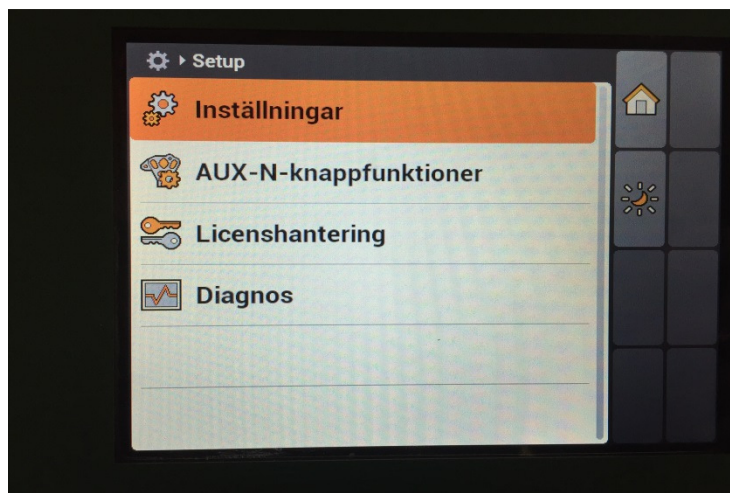 Setup
Inställningar
AUX-N-knappfunktioner
Licenshantering
Diagnos